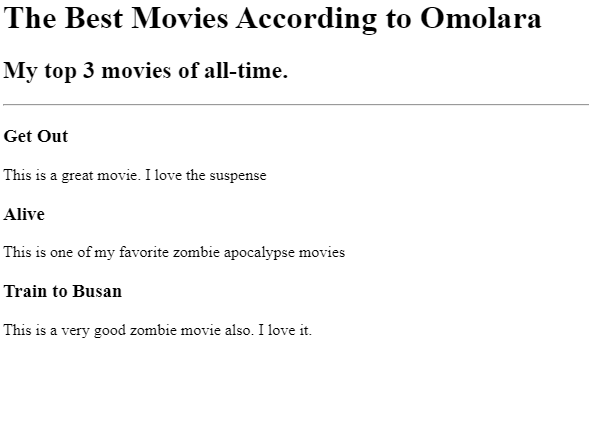 The Best Movies According to Omolara
My top 3 movies of all-time.
Get Out
This is a great movie. I love the suspense
Alive
This is one of my favorite zombie apocalypse movies
Train to Busan
This is a very good zombie movie also. I love it.